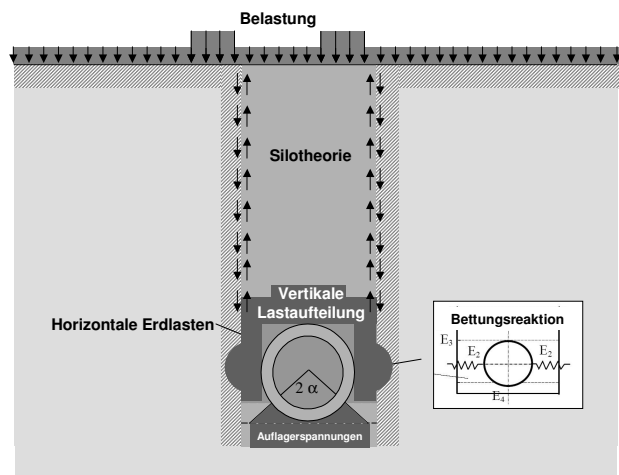 Belastung
Silotheorie
Vertikale
Lastaufteilung
Horizontale Erdlasten
Bettungsreaktion
E3
E2
E2
E4
2 α
Auflagerspannungen